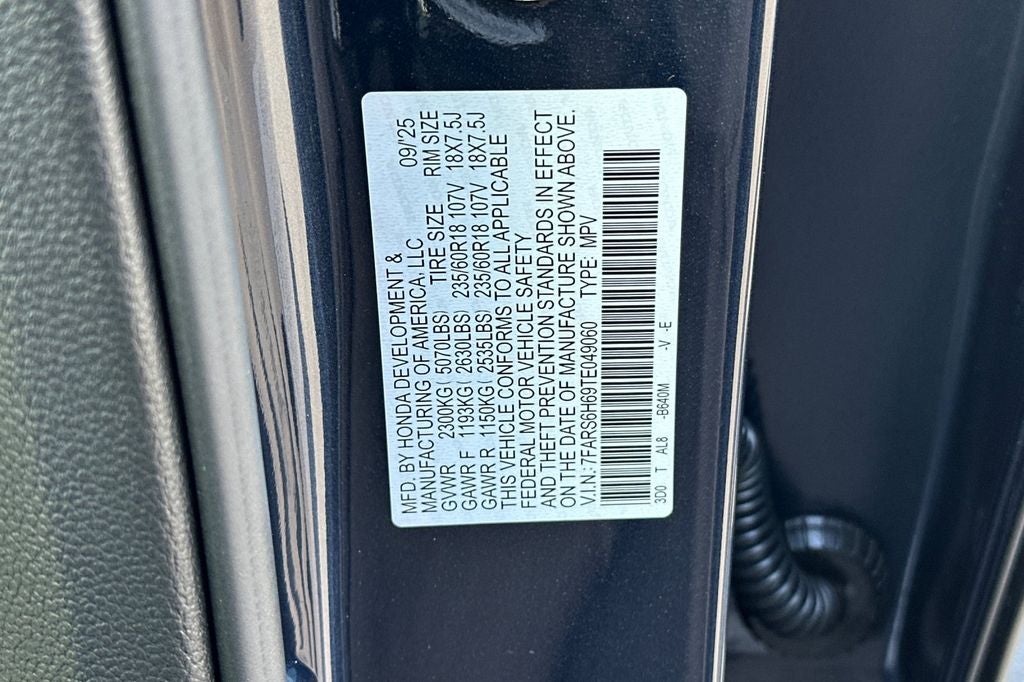 MFD. BY HONDA DEVELOPMENT &
MANUFACTURING OF AMERICA, LLC 09/'25
GVWR 2300KG( 5070LBS) TIRE SIZE RIM SIZE
GAWR F 1193KG( 2630LBS) 235/60R18 107V 18X7.5J
GAWR R 1150KG( 2535LBS) 235/60R18 107V 18X7.5J
THIS VEHICLE CONFORMS TO ALL APPLICABLE
FEDERAL MOTOR VEHICLE SAFETY
AND THEFT PREVENTION STANDARDS IN EFFECT
ON THE DATE OF MANUFACTURE SHOWN ABOVE.
V.I.N.: 7FARS6H69TE049060 TYPE: MPV
3D0 T AL8 -B640M -V -E